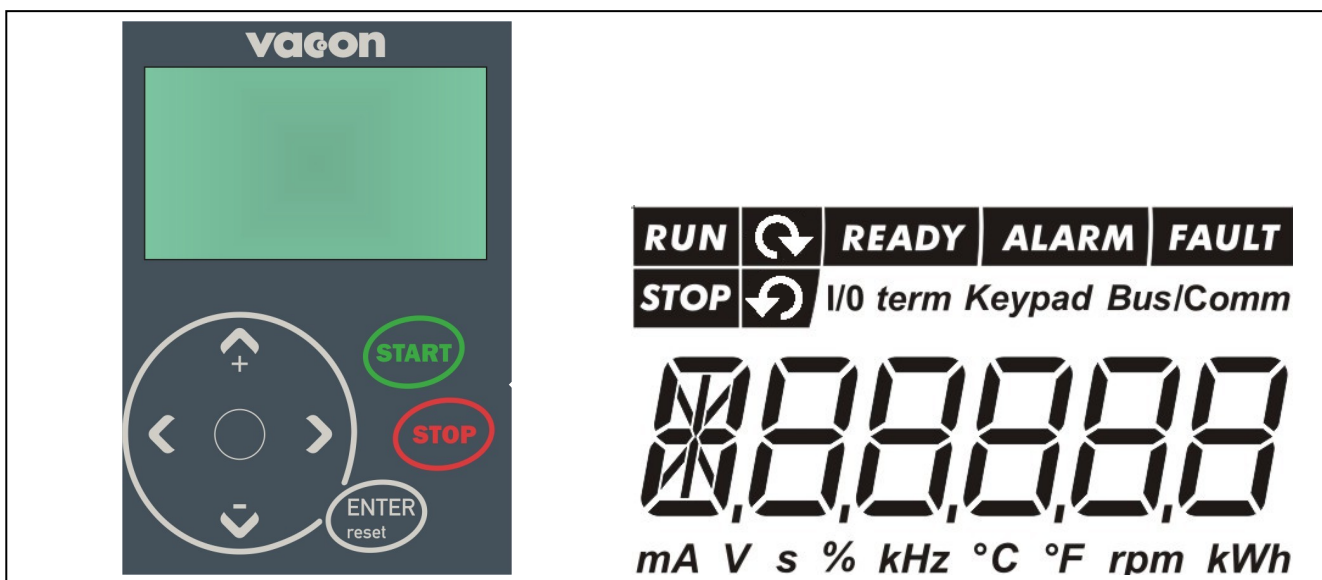 vacon
+
START
STOP
-
ENTER
reset
RUN READY ALARM FAULT
STOP I/0 term Keypad Bus/Comm
mA V s % kHz °C °F rpm kWh